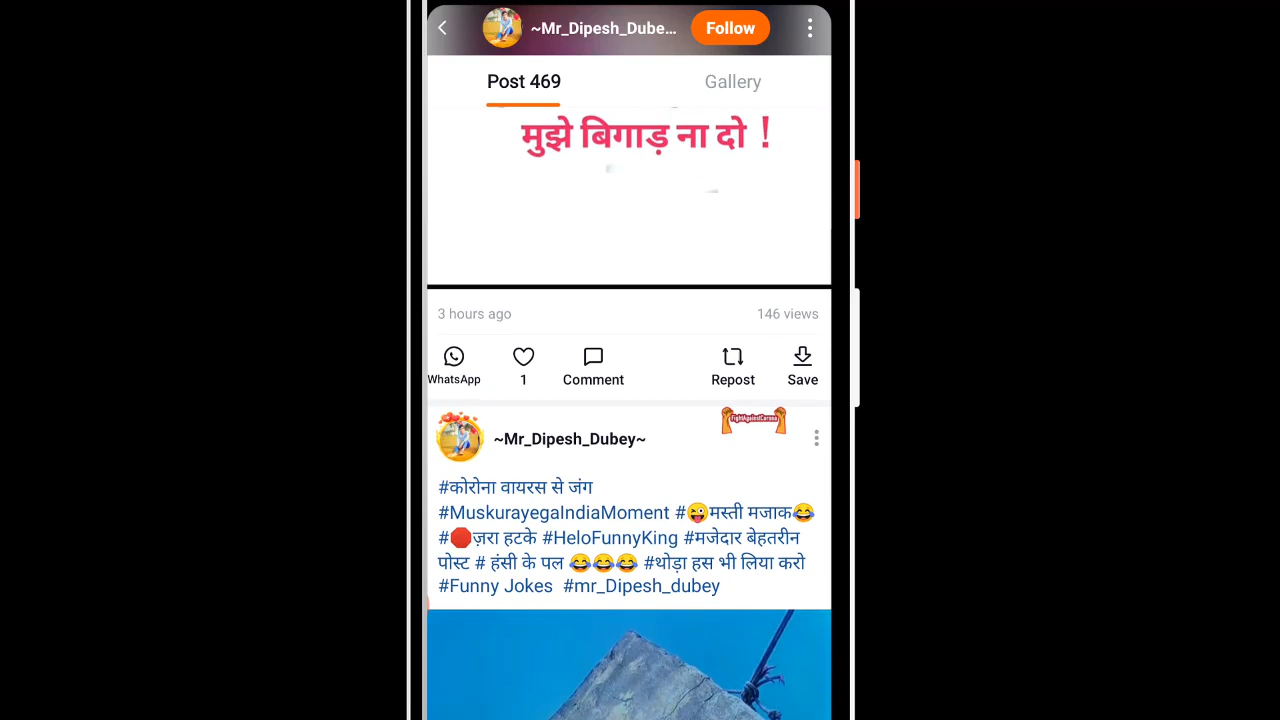 ~Mr_Dipesh_Dube...
Follow
Post 469
Gallery
मुझे बिगाड़ ना दो !
3 hours ago
146 views
WhatsApp
1
Comment
Repost
Save
FightAgainstCorona
~Mr_Dipesh_Dubey~
#कोरोना वायरस से जंग
#MuskurayegaIndiaMoment #😜मस्ती मजाक😂
#🛑ज़रा हटके #HeloFunnyKing #मजेदार बेहतरीन
पोस्ट # हंसी के पल 😂😂😂 #थोड़ा हस भी लिया करो
#Funny Jokes #mr_Dipesh_dubey